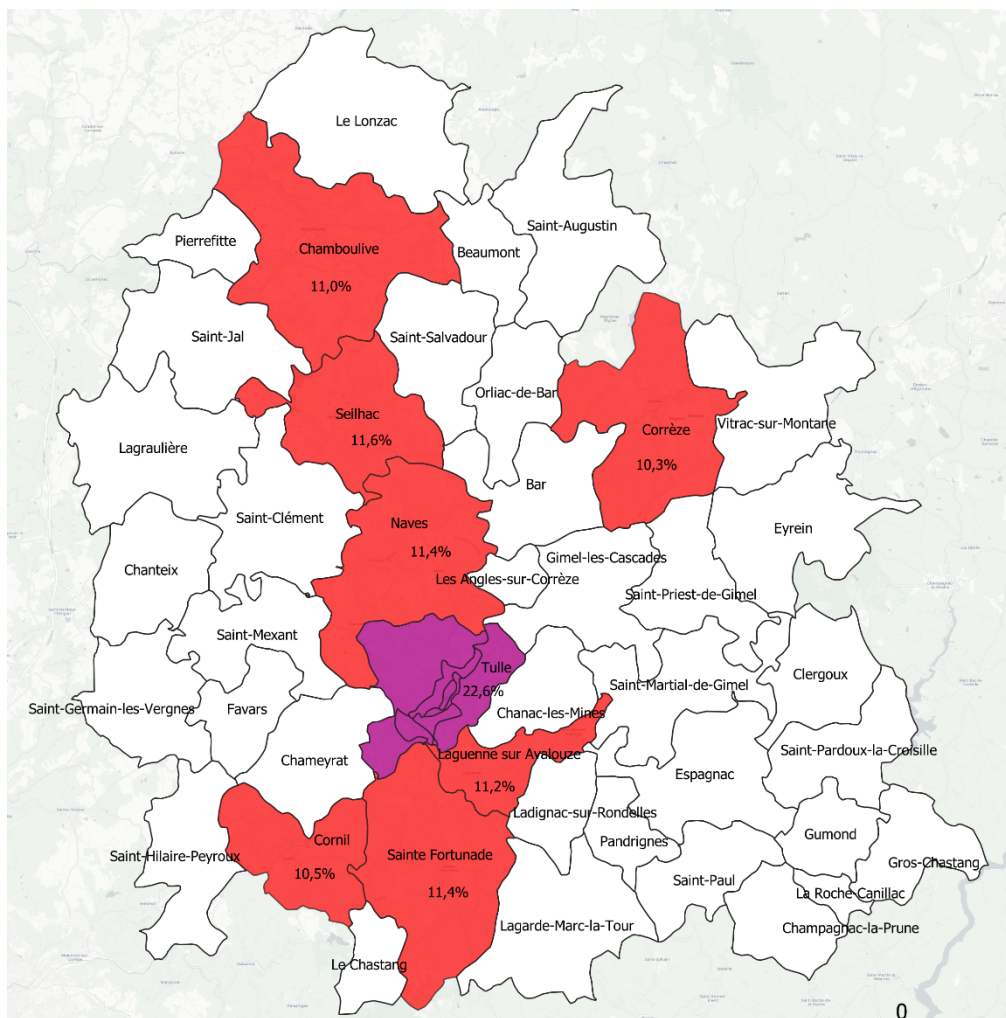 Le Lonzac
Saint-Augustin
Pierrefitte
Chamboulive
Beaumont
11,0%
Saint-Jal
Saint-Salvadour
Orliac-de-Bar
Seilhac
11,6%
Corrèze
Vitrac-sur-Montane
10,3%
Lagraulière
Bar
Saint-Clément
Naves
Eyrein
11,4%
Gimel-les-Cascades
Chanteix
Les Angles-sur-Corrèze
Saint-Priest-de-Gimel
Saint-Mexant
Tulle
22,6%
Clergoux
Saint-Martial-de-Gimel
Saint-Germain-les-Vergnes
Favars
Chanac-les-Mines
Chameyrat
Laguenne sur Avalouze
Saint-Pardoux-la-Croisille
11,2%
Espagnac
Ladignac-sur-Rondelles
Cornil
Pandrignes
Gumond
Saint-Hilaire-Peyroux
Sainte Fortunade
Gros-Chastang
10,5%
11,4%
Saint-Paul
La Roche-Canillac
Lagarde-Marc-la-Tour
Champagnac-la-Prune
Le Chastang
0